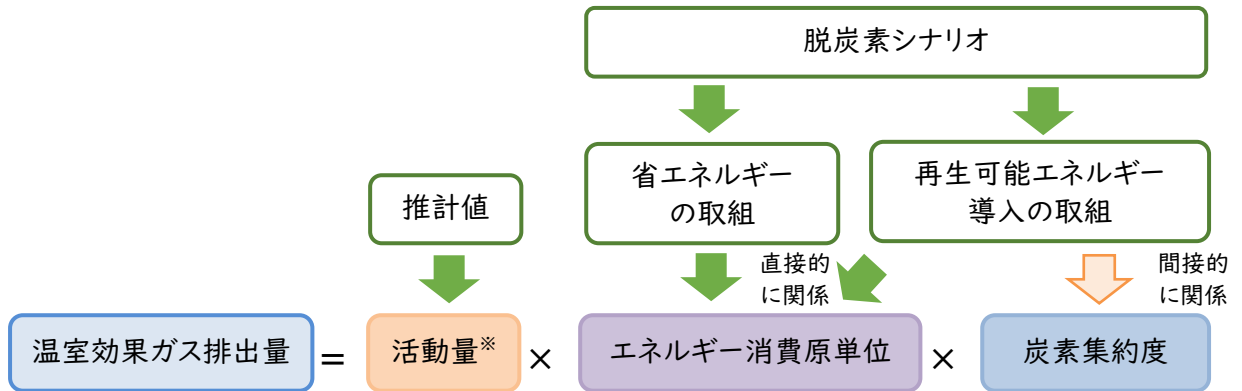 脱炭素シナリオ
省エネルギー
の取組
再生可能エネルギー
導入の取組
推計値
直接的
に関係
間接的
に関係
温室効果ガス排出量 = 活動量※ × エネルギー消費原単位 × 炭素集約度